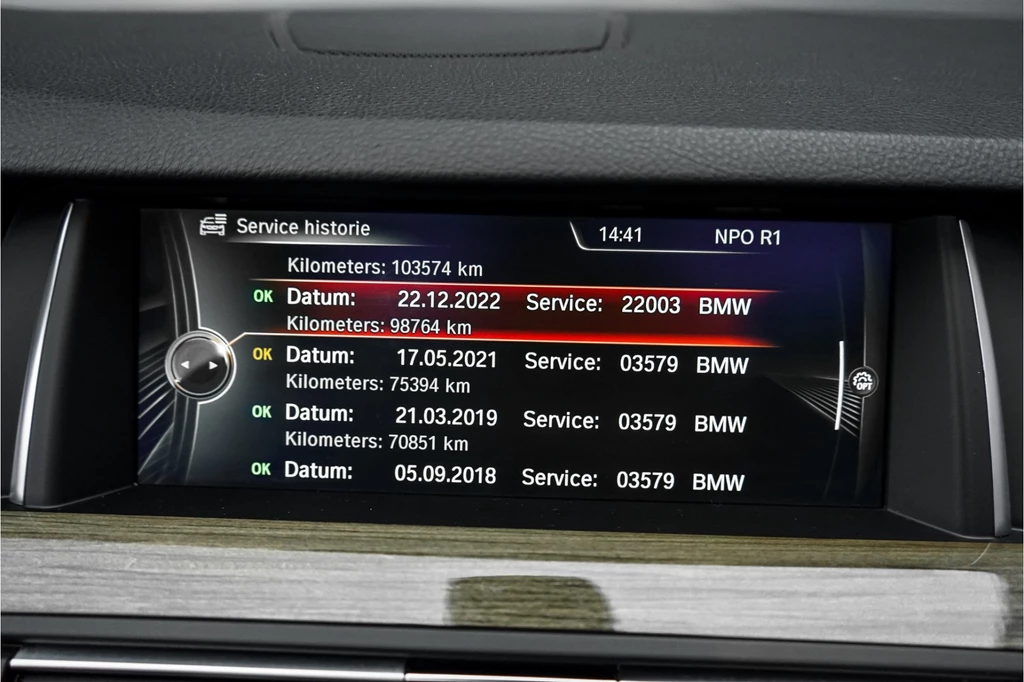 Service historie 14:41 NPO R1
Kilometers: 103574 km
OK Datum: 22.12.2022 Service: 22003 BMW
Kilometers: 98764 km
OK Datum: 17.05.2021 Service: 03579 BMW
Kilometers: 75394 km
OK Datum: 21.03.2019 Service: 03579 BMW
Kilometers: 70851 km
OK Datum: 05.09.2018 Service: 03579 BMW
OPT